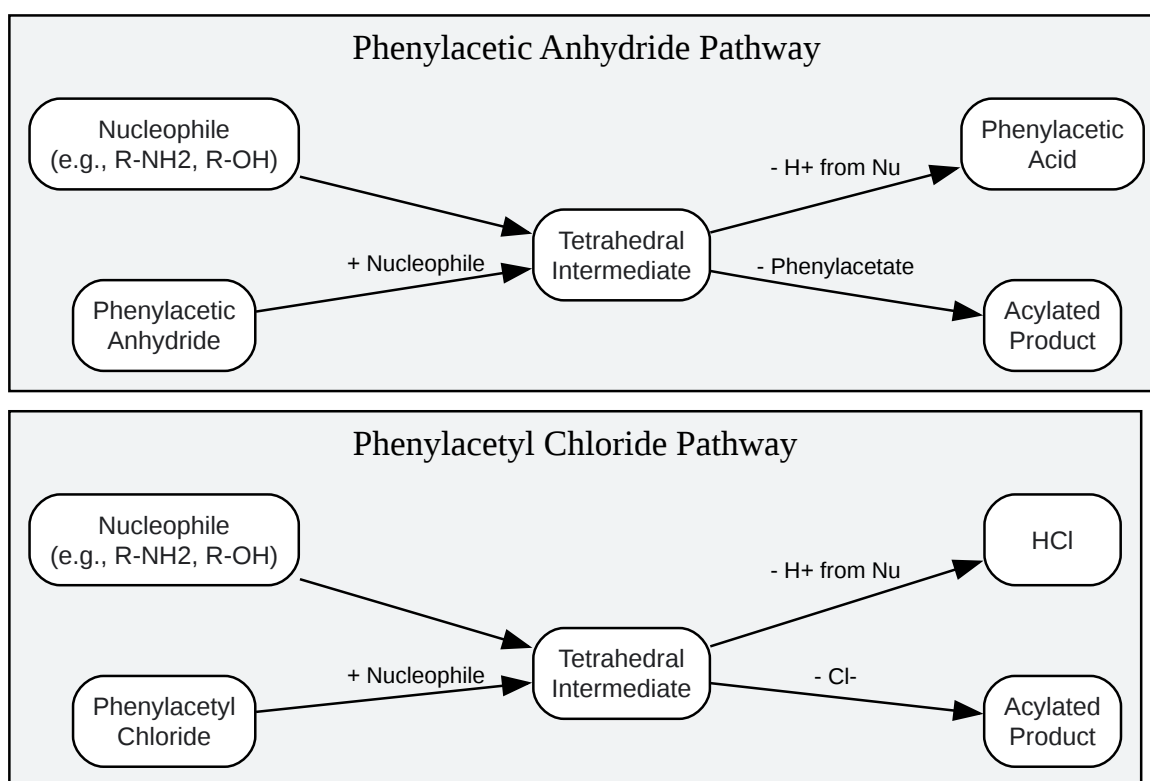 Phenylacetic Anhydride Pathway
Nucleophile
(e.g., R-NH2, R-OH)
Phenylacetic
Acid
- H+ from Nu
Tetrahedral
Intermediate
+ Nucleophile
- Phenylacetate
Phenylacetic
Anhydride
Acylated
Product
Phenylacetyl Chloride Pathway
Nucleophile
(e.g., R-NH2, R-OH)
HCl
- H+ from Nu
Tetrahedral
Intermediate
+ Nucleophile
- Cl-
Phenylacetyl
Chloride
Acylated
Product